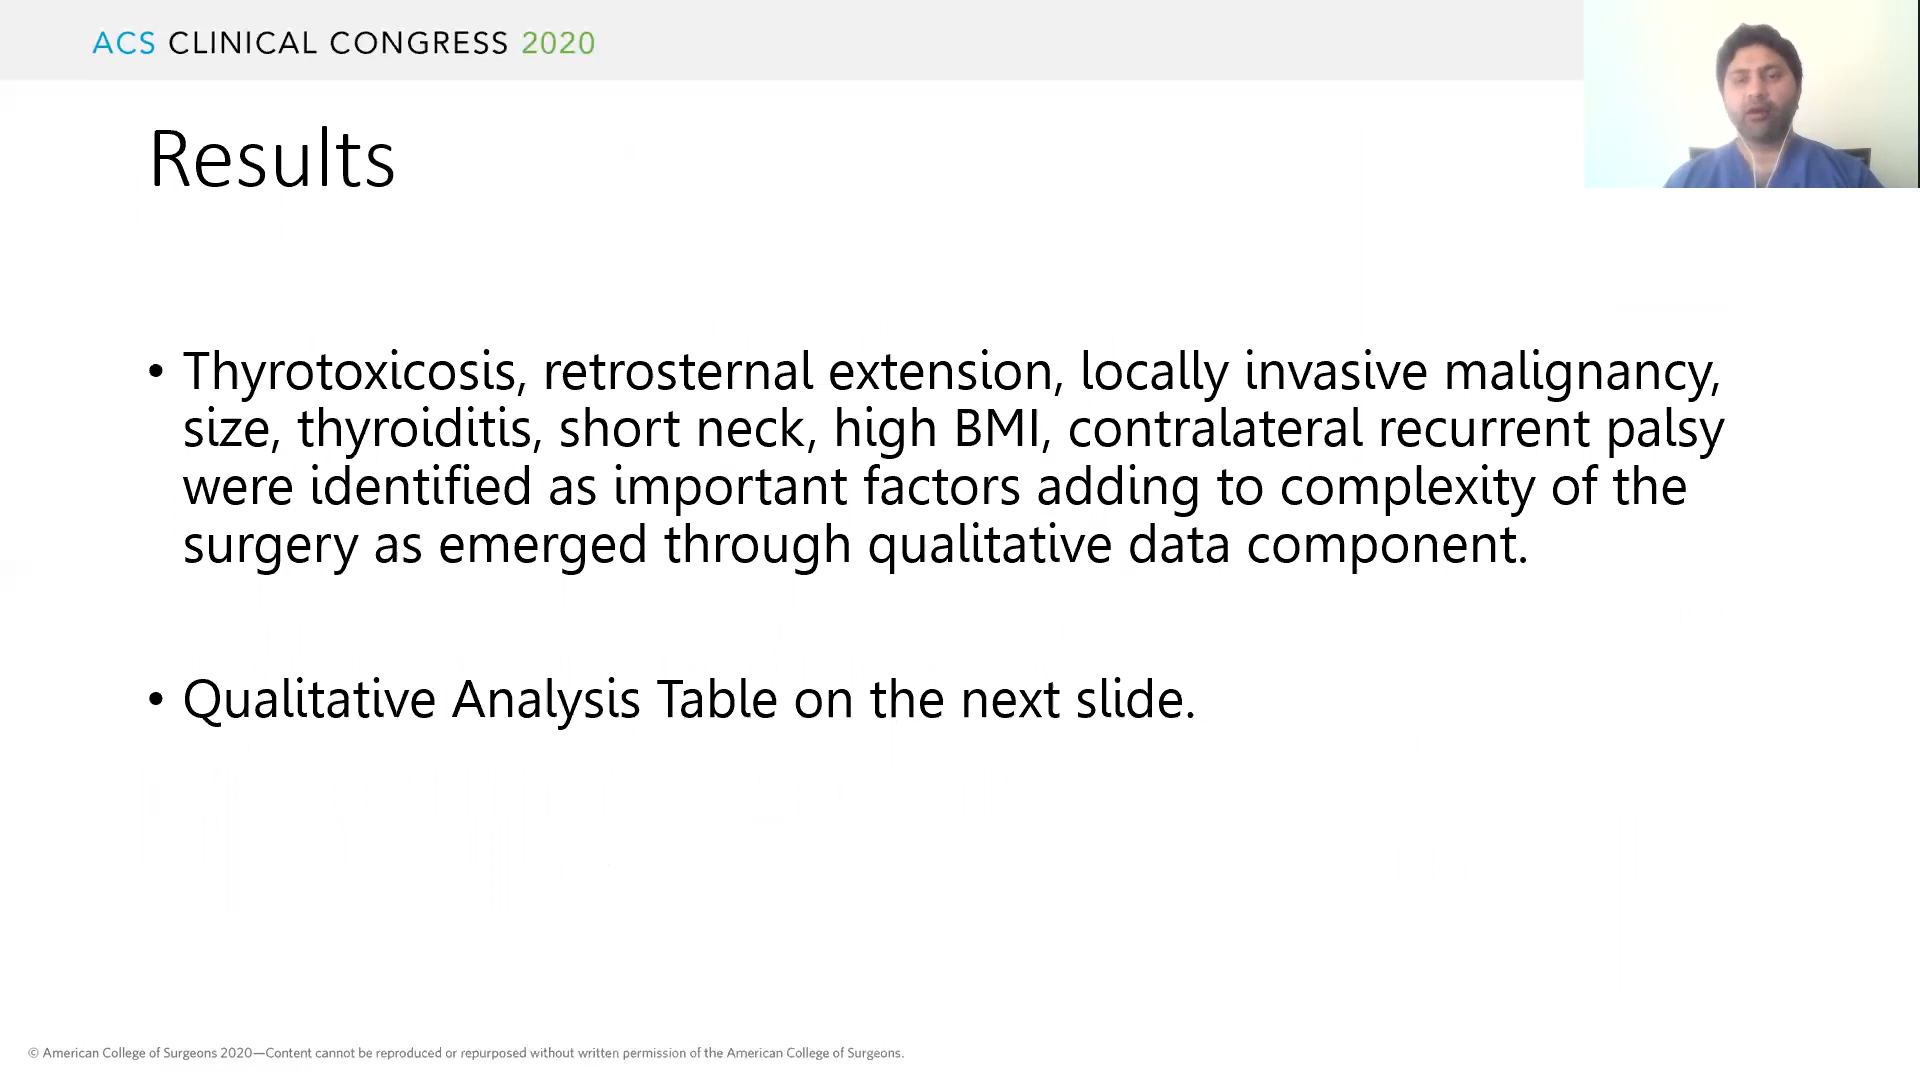 ACS CLINICAL CONGRESS 2020
Results
• Thyrotoxicosis, retrosternal extension, locally invasive malignancy,
size, thyroiditis, short neck, high BMI, contralateral recurrent palsy
were identified as important factors adding to complexity of the
surgery as emerged through qualitative data component.
• Qualitative Analysis Table on the next slide.
© American College of Surgeons 2020—Content cannot be reproduced or repurposed without written permission of the American College of Surgeons.